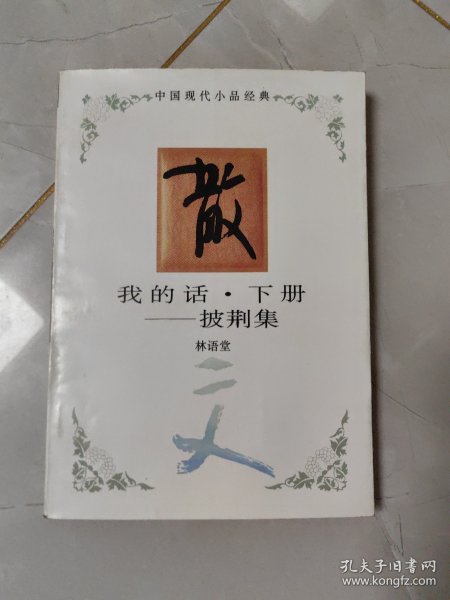 中国现代小品经典
散
我的话·下册
——披荆集
林语堂
文
孔夫子旧书网
www.kongfz.com